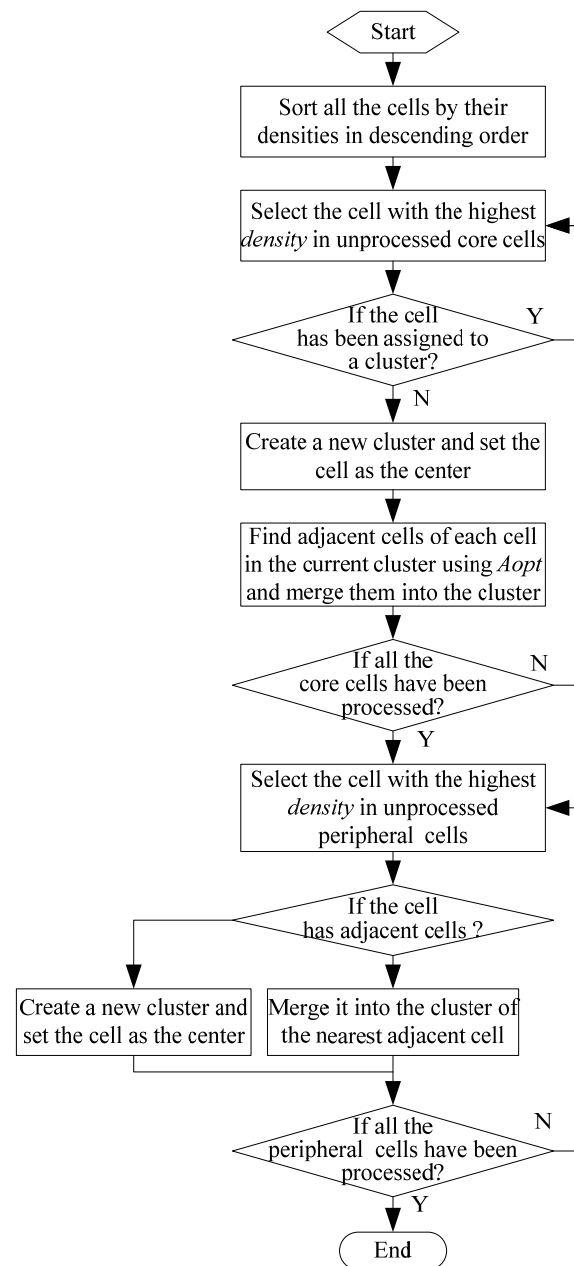 Start
Sort all the cells by their
densities in descending order
Select the cell with the highest
density in unprocessed core cells
If the cell
has been assigned to
a cluster?
Y
N
Create a new cluster and set the
cell as the center
Find adjacent cells of each cell
in the current cluster using Aopt
and merge them into the cluster
If all the
core cells have been
processed?
N
Y
Select the cell with the highest
density in unprocessed
peripheral cells
If the cell
has adjacent cells ?
Create a new cluster and
set the cell as the center
Merge it into the cluster of
the nearest adjacent cell
If all the
peripheral cells have been
processed?
N
Y
End